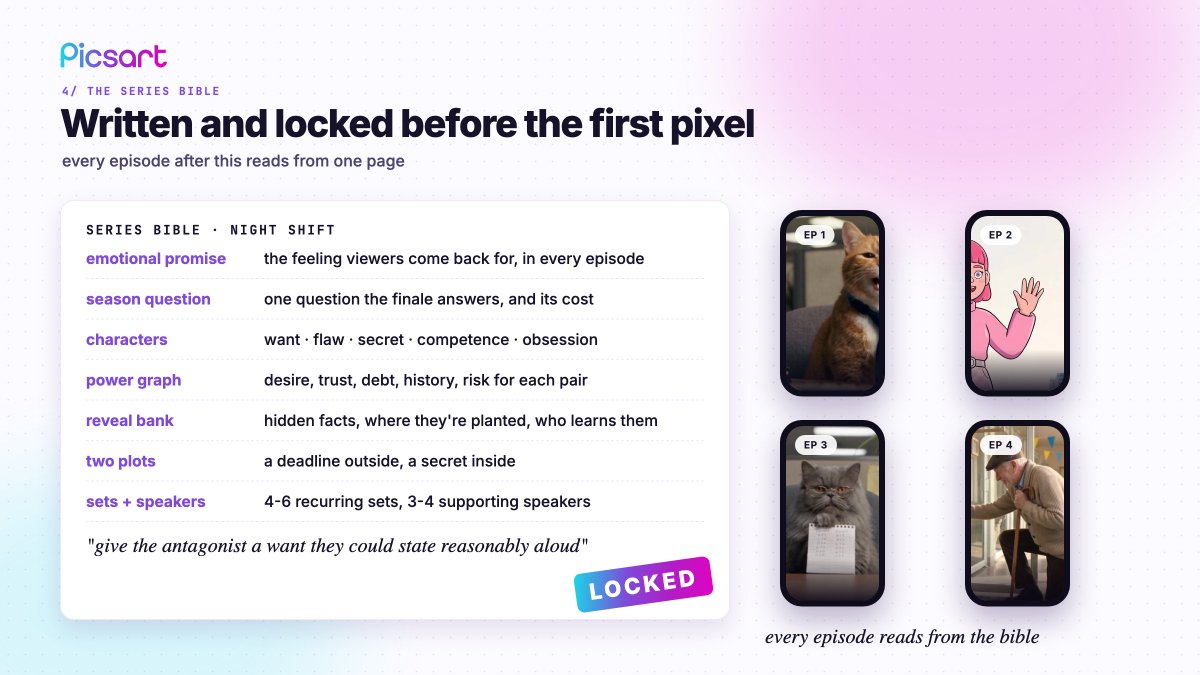 Picsart
4/ THE SERIES BIBLE
Written and locked before the first pixel
every episode after this reads from one page
SERIES BIBLE · NIGHT SHIFT
emotional promise the feeling viewers come back for, in every episode
season question one question the finale answers, and its cost
characters want · flaw · secret · competence · obsession
power graph desire, trust, debt, history, risk for each pair
reveal bank hidden facts, where they're planted, who learns them
two plots a deadline outside, a secret inside
sets + speakers 4-6 recurring sets, 3-4 supporting speakers
"give the antagonist a want they could state reasonably aloud"
LOCKED
EP 1
EP 2
EP 3
EP 4
every episode reads from the bible